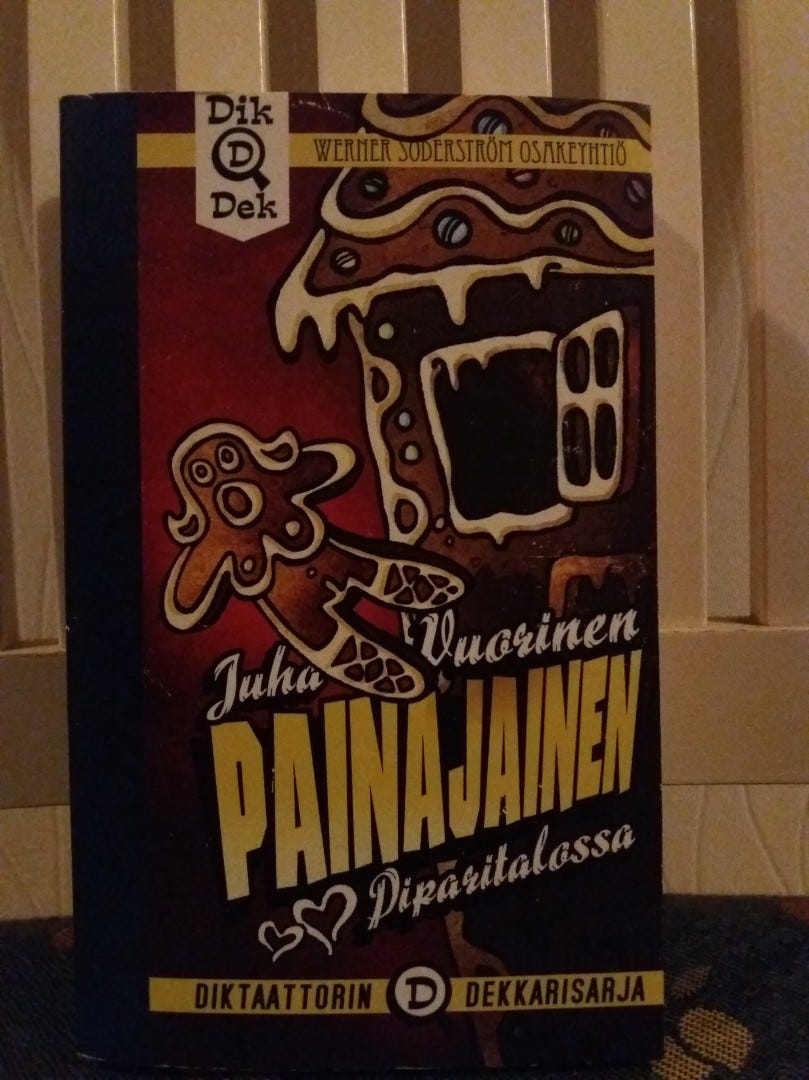 Dik
D
Dek
WERNER SÖDERSTRÖM OSAKEYHTIÖ
Juha Vuorinen
PAINAJAINEN
Piparitalossa
DIKTAATTORIN D DEKKARISARJA